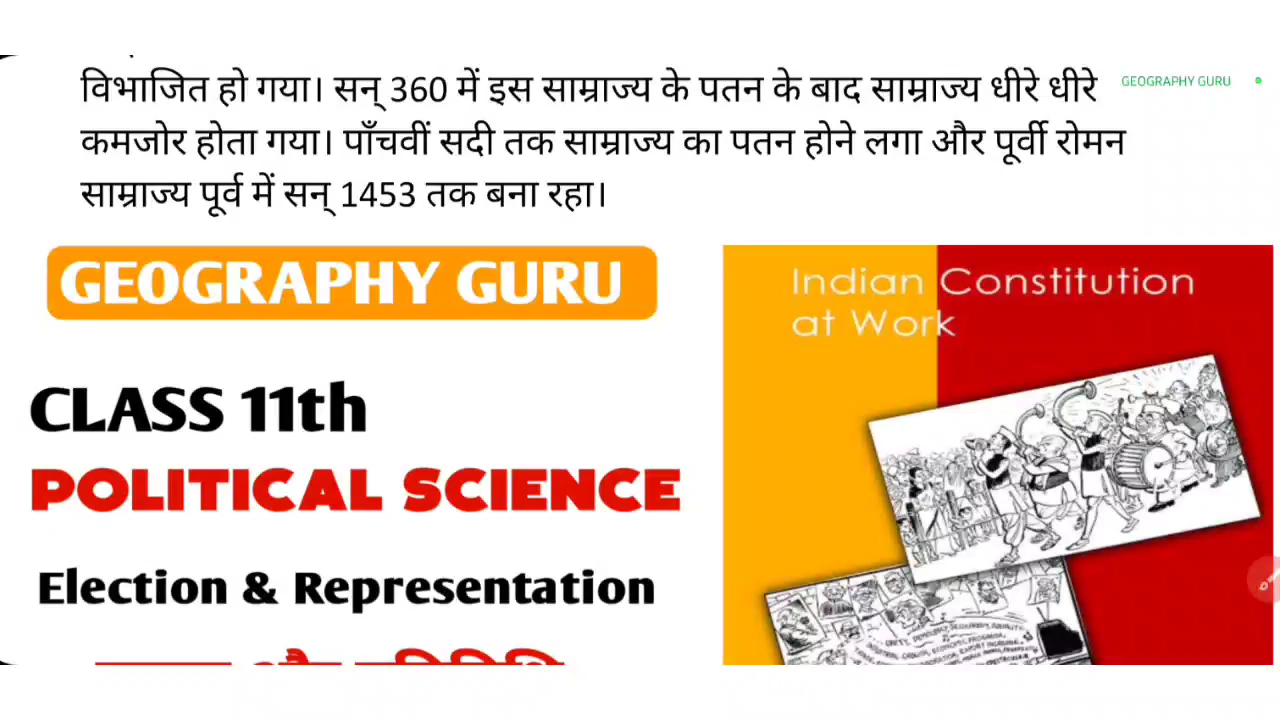 विभाजित हो गया। सन् 360 में इस साम्राज्य के पतन के बाद साम्राज्य धीरे धीरे
GEOGRAPHY GURU
कमजोर होता गया। पाँचवीं सदी तक साम्राज्य का पतन होने लगा और पूर्वी रोमन
साम्राज्य पूर्व में सन् 1453 तक बना रहा।
GEOGRAPHY GURU
Indian Constitution
at Work
CLASS 11th
POLITICAL SCIENCE
Election & Representation